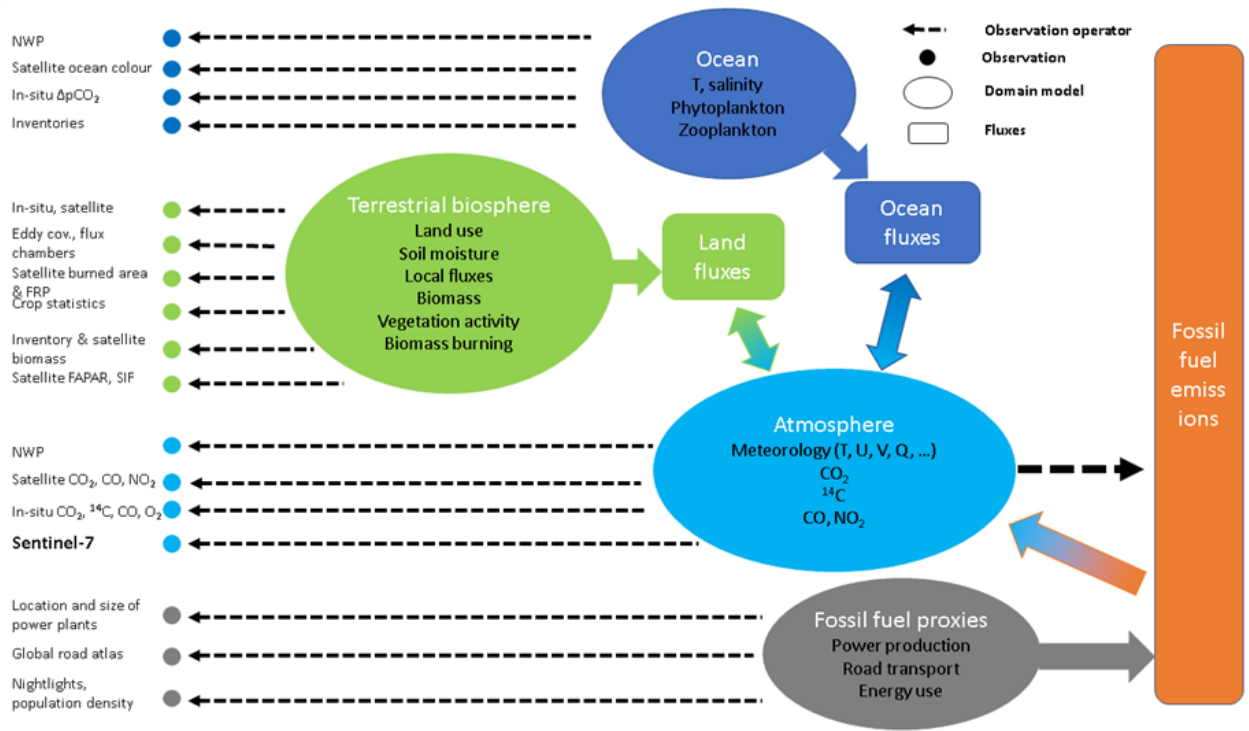 NWP
Satellite ocean colour
In-situ ΔpCO₂
Inventories
Ocean
T, salinity
Phytoplankton
Zooplankton
Observation operator
Observation
Domain model
Fluxes
In-situ, satellite
Eddy cov., flux
chambers
Satellite burned area
& FRP
Crop statistics
Inventory & satellite
biomass
Satellite FAPAR, SIF
Terrestrial biosphere
Land use
Soil moisture
Local fluxes
Biomass
Vegetation activity
Biomass burning
Land
fluxes
Ocean
fluxes
Fossil
fuel
emiss
ions
NWP
Satellite CO₂, CO, NO₂
In-situ CO₂, ¹⁴C, CO, O₂
Sentinel-7
Atmosphere
Meteorology (T, U, V, Q, ...)
CO₂
¹⁴C
CO, NO₂
Location and size of
power plants
Global road atlas
Nightlights,
population density
Fossil fuel proxies
Power production
Road transport
Energy use